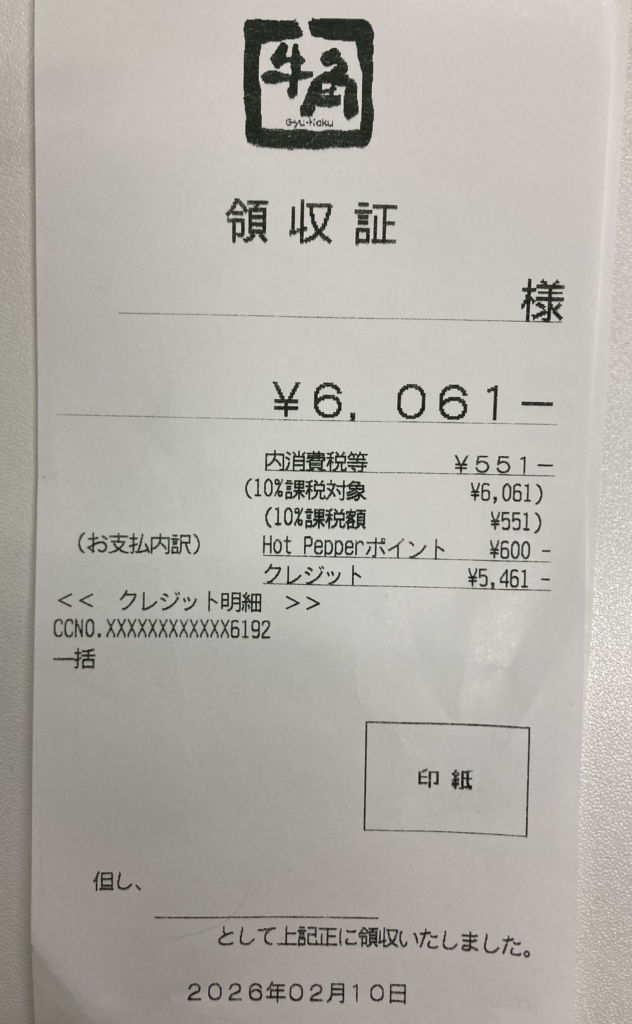 牛角
Gyu-Kaku
領収証
様
¥6,061-
内消費税等 ¥551-
(10%課税対象 ¥6,061)
(10%課税額 ¥551)
(お支払内訳) Hot Pepperポイント ¥600-
クレジット ¥5,461-
<< クレジット明細 >>
CCNO.XXXXXXXXXXXX6192
一括
印紙
但し、
として上記正に領収いたしました。
2026年02月10日